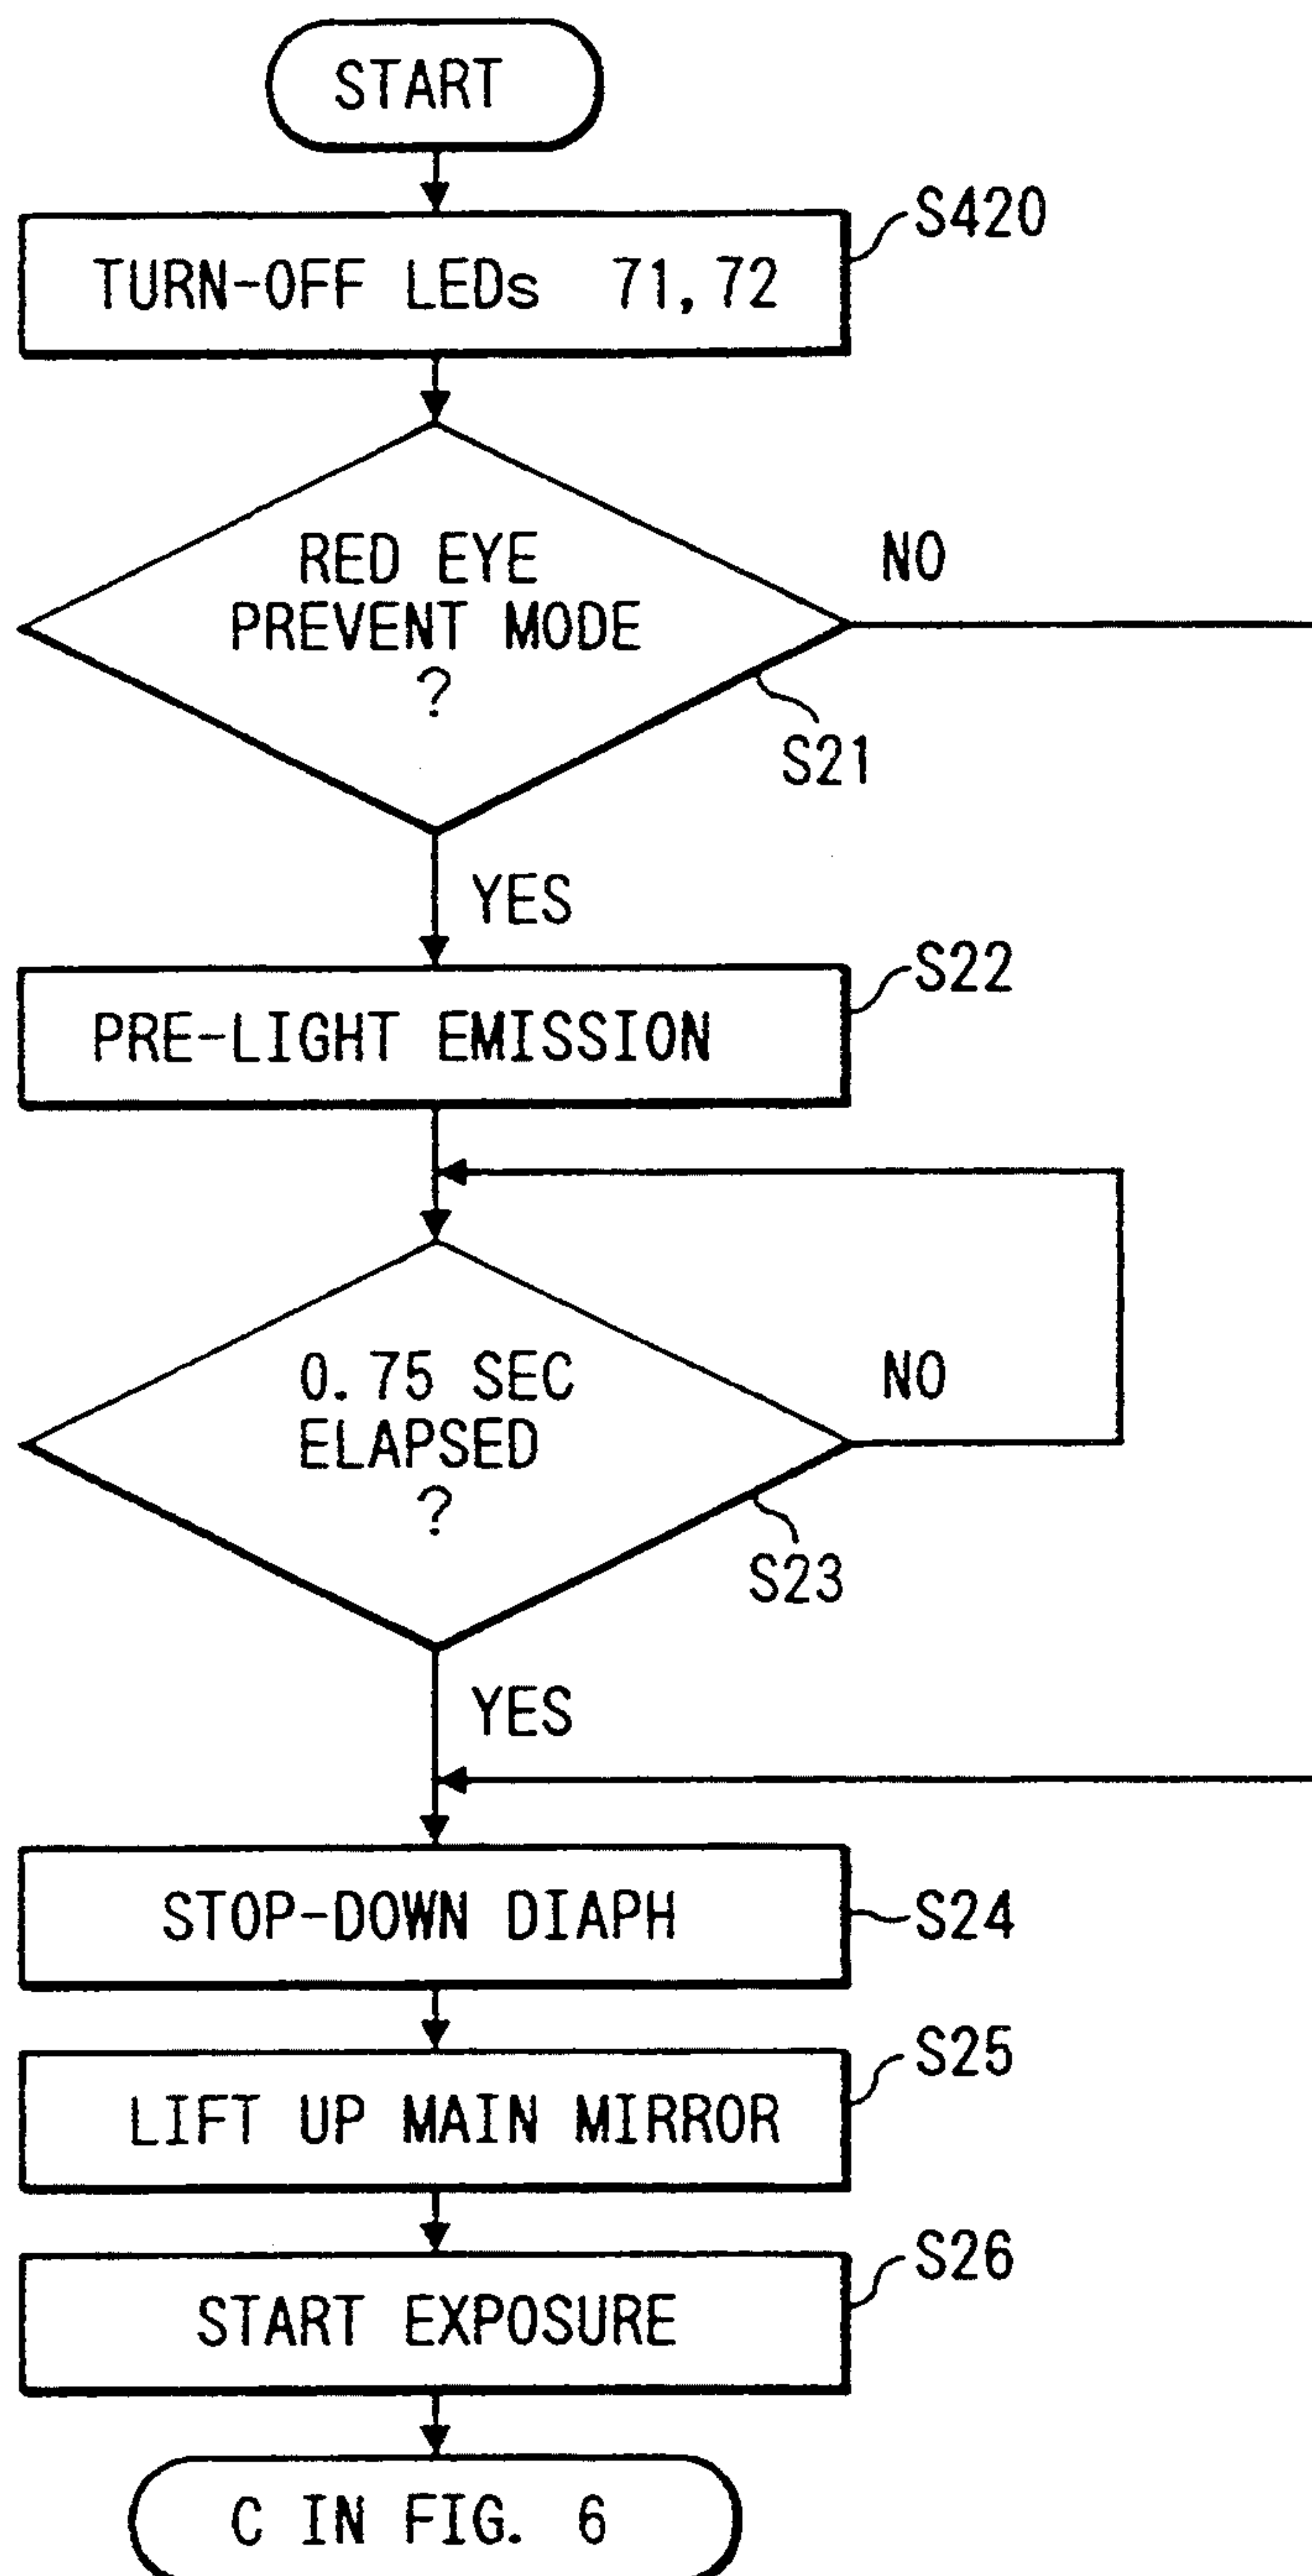 START
S420
TURN-OFF LEDs 71, 72
RED EYE
PREVENT MODE
?
NO
S21
YES
S22
PRE-LIGHT EMISSION
0.75 SEC
ELAPSED
?
NO
S23
YES
STOP-DOWN DIAPH
S24
S25
LIFT UP MAIN MIRROR
S26
START EXPOSURE
C IN FIG. 6